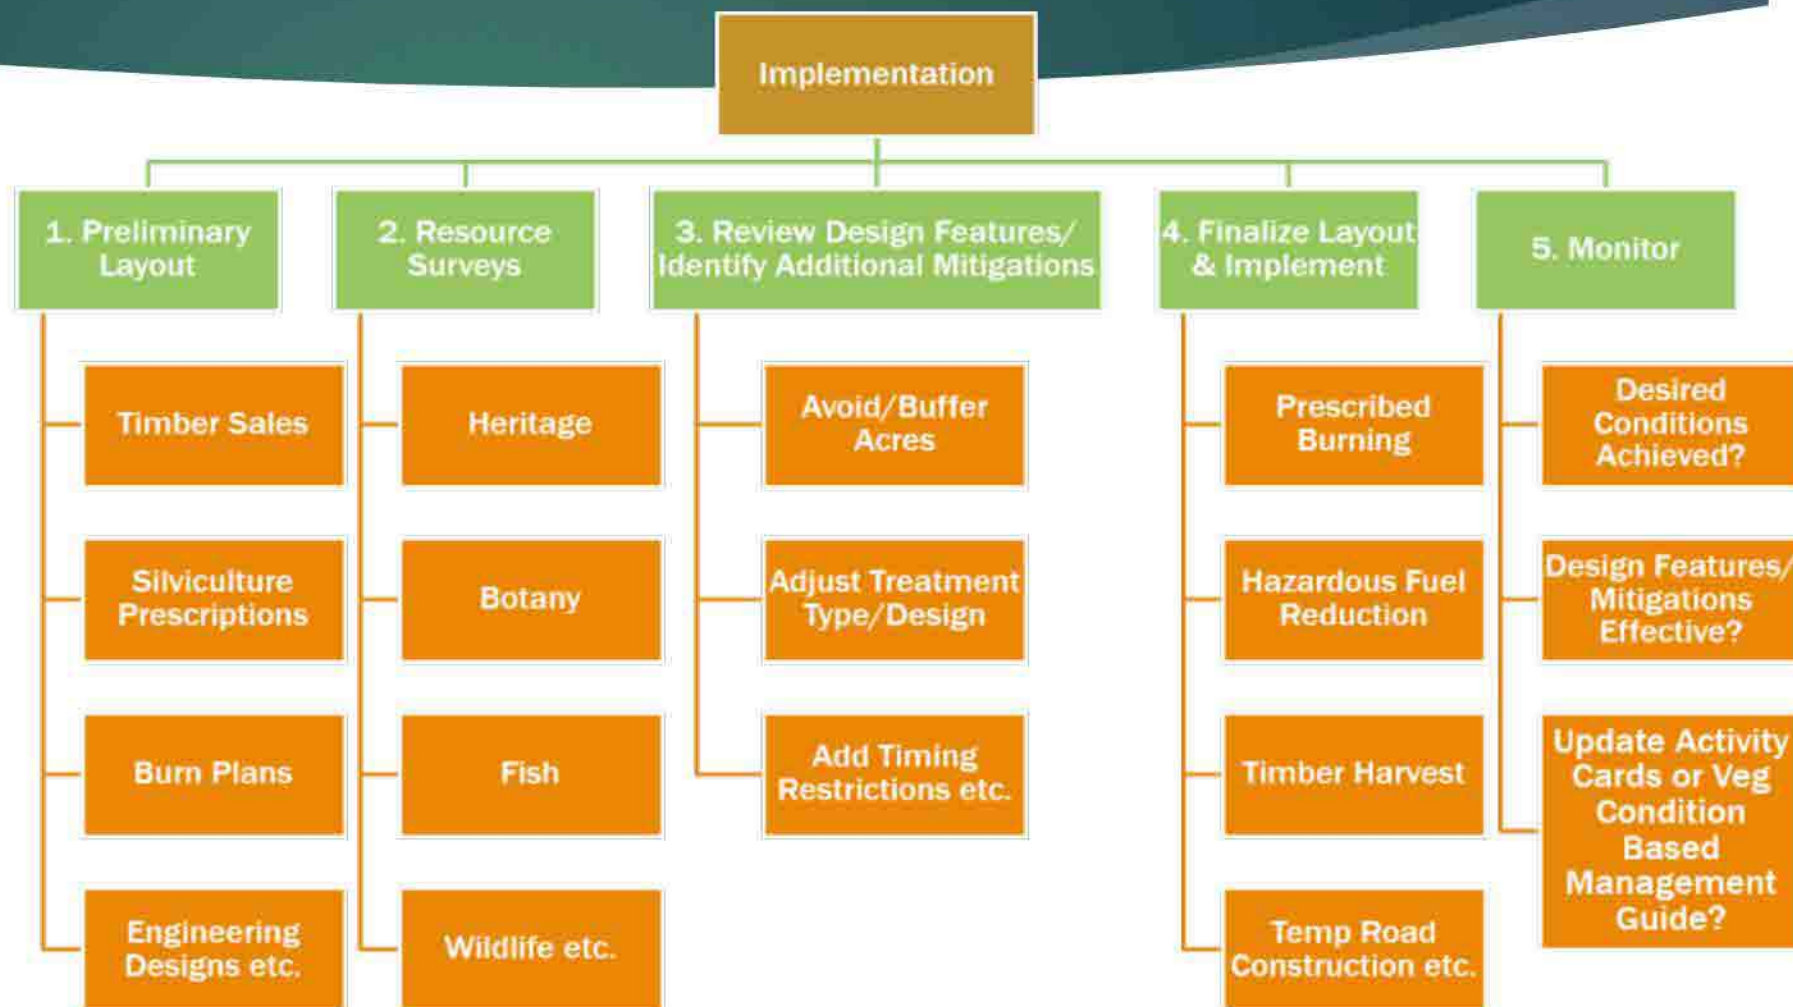 Implementation
1. Preliminary
Layout
Timber Sales
Silviculture
Prescriptions
Burn Plans
Engineering
Designs etc.
2. Resource
Surveys
Heritage
Botany
Fish
Wildlife etc.
3. Review Design Features/
Identify Additional Mitigations
Avoid/Buffer
Acres
Adjust Treatment
Type/Design
Add Timing
Restrictions etc.
4. Finalize Layout
& Implement
Prescribed
Burning
Hazardous Fuel
Reduction
Timber Harvest
Temp Road
Construction etc.
5. Monitor
Desired
Conditions
Achieved?
Design Features/
Mitigations
Effective?
Update Activity
Cards or Veg
Condition
Based
Management
Guide?